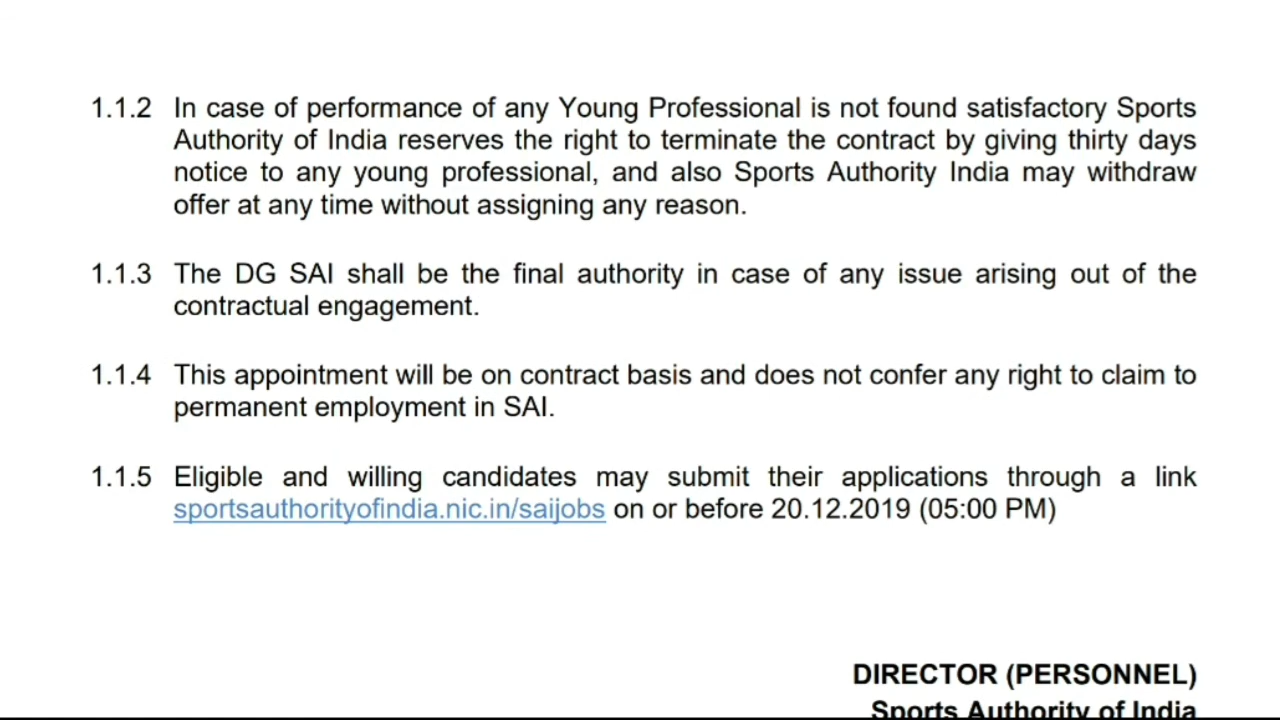 1.1.2 In case of performance of any Young Professional is not found satisfactory Sports
Authority of India reserves the right to terminate the contract by giving thirty days
notice to any young professional, and also Sports Authority India may withdraw
offer at any time without assigning any reason.
1.1.3 The DG SAI shall be the final authority in case of any issue arising out of the
contractual engagement.
1.1.4 This appointment will be on contract basis and does not confer any right to claim to
permanent employment in SAI.
1.1.5 Eligible and willing candidates may submit their applications through a link
sportsauthorityofindia.nic.in/saijobs on or before 20.12.2019 (05:00 PM)
DIRECTOR (PERSONNEL)
Sports Authority of India